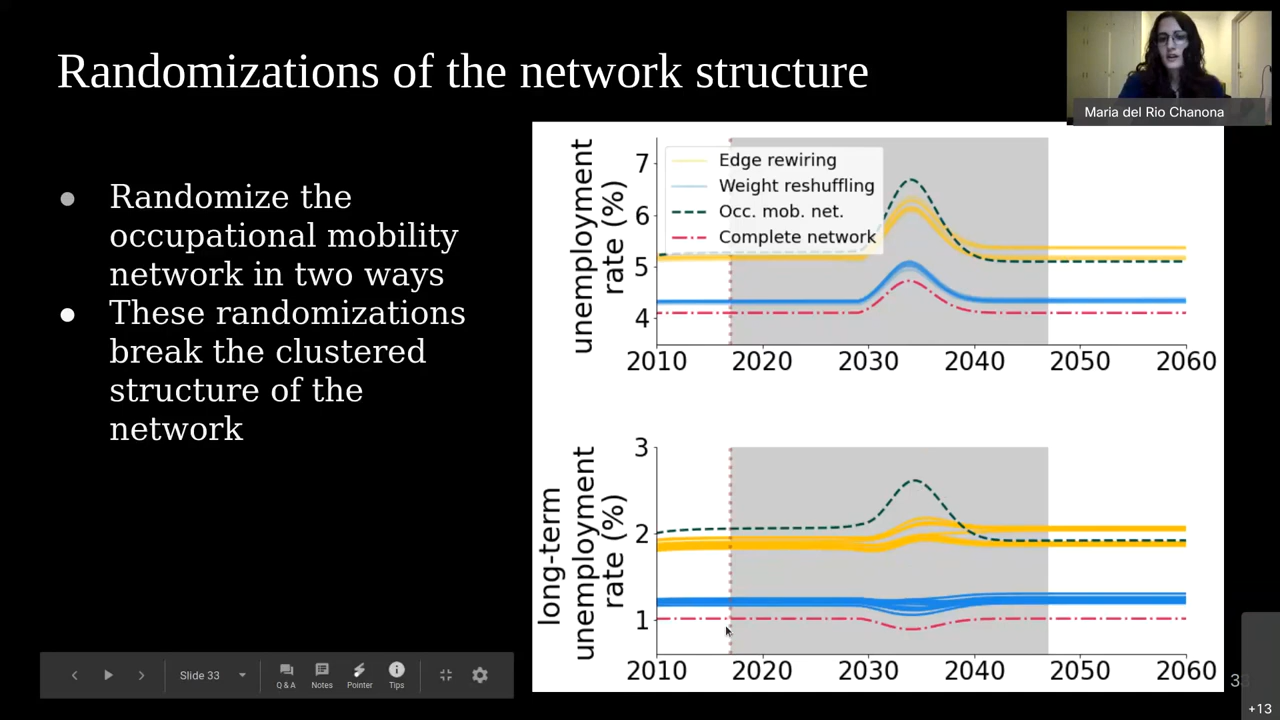 Randomizations of the network structure
Maria del Rio Chanona
● Randomize the
occupational mobility
network in two ways
● These randomizations
break the clustered
structure of the
network
unemployment
rate (%)
7
6
5
4
Edge rewiring
Weight reshuffling
Occ. mob. net.
Complete network
2010 2020 2030 2040 2050 2060
long-term
unemployment
rate (%)
3
2
1
2010 2020 2030 2040 2050 2060
Slide 33
Q & A Notes Pointer Tips
+13